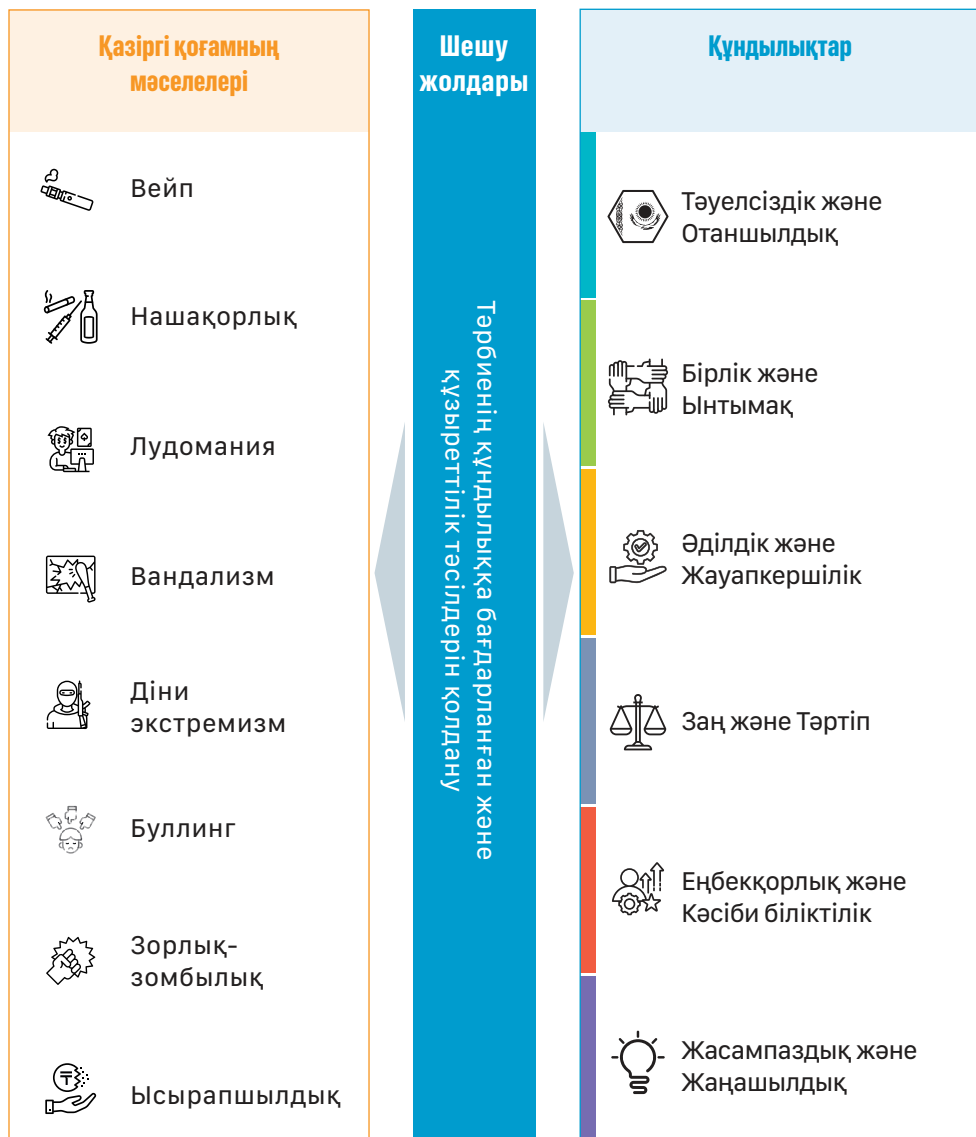 Қазіргі қоғамның
мәселелері
Вейп
Нашақорлық
Лудомания
Вандализм
Діни
экстремизм
Буллинг
Зорлық-
зомбылық
Ысырапшылдық
Шешу
жолдары
Тәрбиенің құндылыққа бағдарланған және
құзыреттілік тәсілдерін қолдану
Құндылықтар
Тәуелсіздік және
Отаншылдық
Бірлік және
Ынтымақ
Әділдік және
Жауапкершілік
Заң және Тәртіп
Еңбекқорлық және
Кәсіби біліктілік
Жасампаздық және
Жаңашылдық